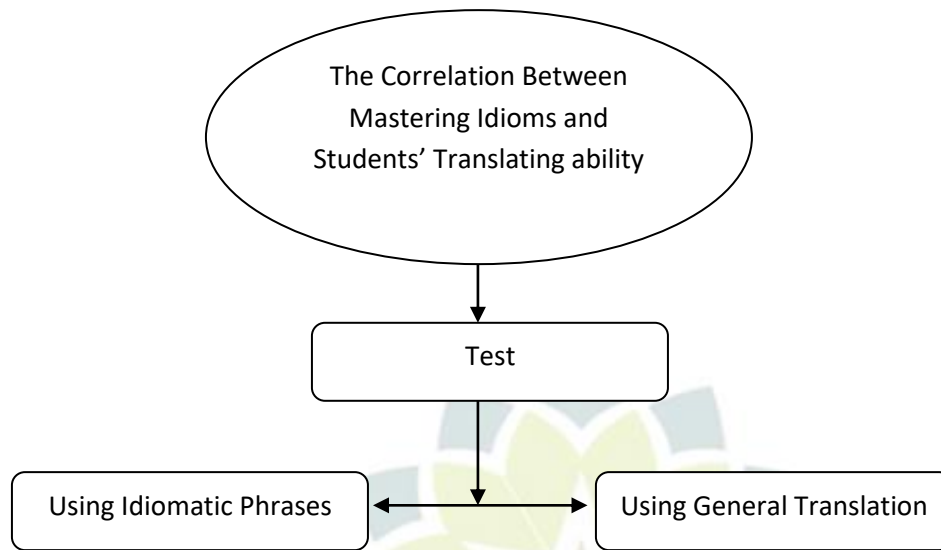 The Correlation Between
Mastering Idioms and
Students’ Translating ability
Test
Using Idiomatic Phrases
Using General Translation